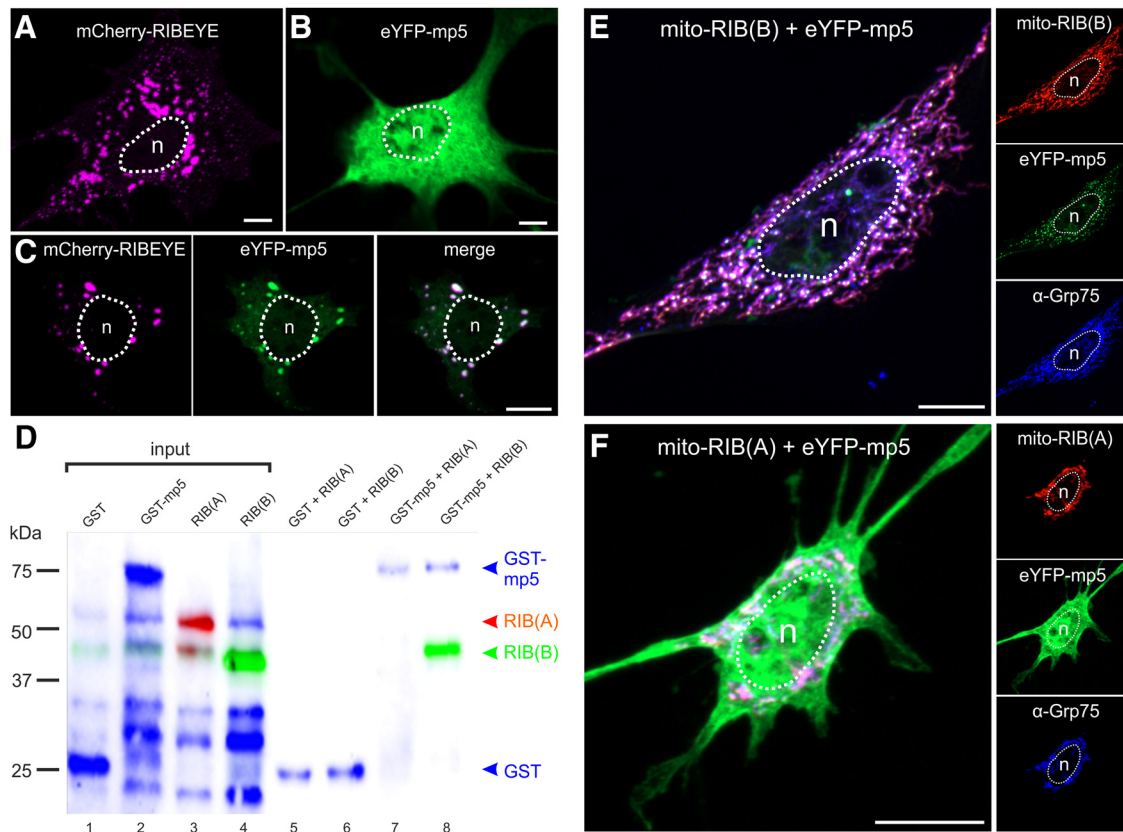 A
mCherry-RIBEYE
n
B
eYFP-mp5
n
C
mCherry-RIBEYE
n
eYFP-mp5
n
merge
n
D
input
GST
GST-mp5
RIB(A)
RIB(B)
GST + RIB(A)
GST + RIB(B)
GST-mp5 + RIB(A)
GST-mp5 + RIB(B)
kDa
75
50
37
25
GST-
mp5
RIB(A)
RIB(B)
GST
1 2 3 4 5 6 7 8
E
mito-RIB(B) + eYFP-mp5
n
mito-RIB(B)
n
eYFP-mp5
n
α-Grp75
n
F
mito-RIB(A) + eYFP-mp5
n
mito-RIB(A)
n
eYFP-mp5
n
α-Grp75
n